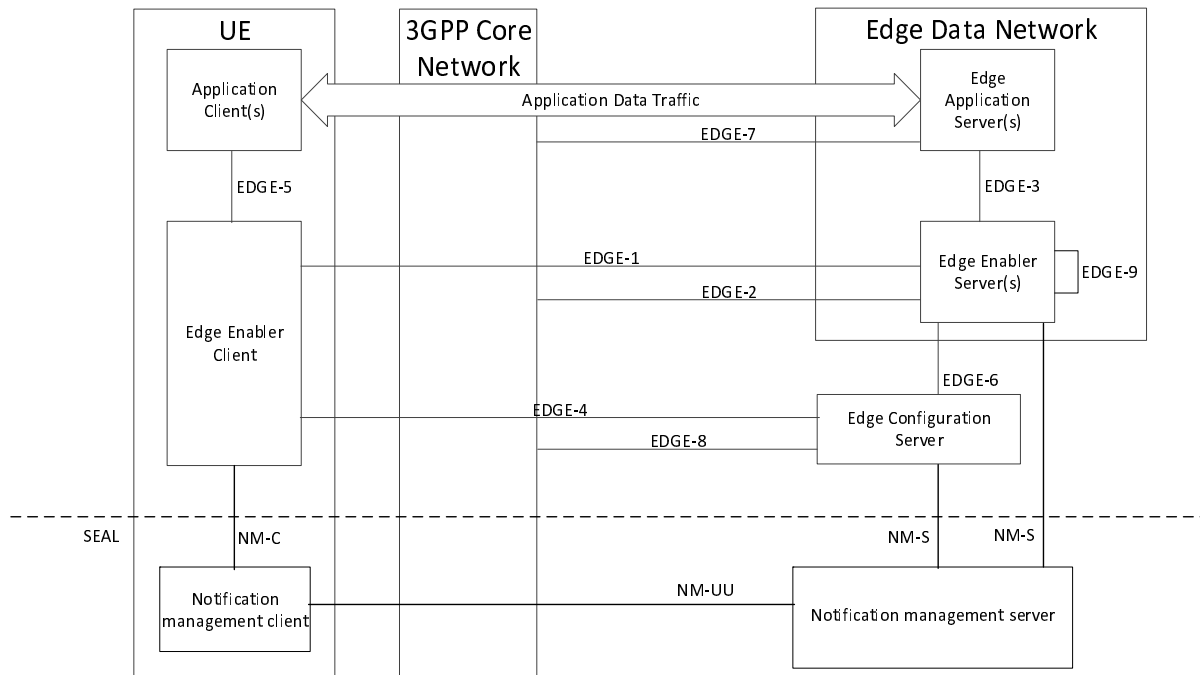 UE
3GPP Core
Network
Edge Data Network
Application
Client(s)
Application Data Traffic
Edge
Application
Server(s)
EDGE-7
EDGE-5
EDGE-3
EDGE-1
Edge Enabler
Server(s)
EDGE-9
EDGE-2
Edge Enabler
Client
EDGE-6
EDGE-4
Edge Configuration
Server
EDGE-8
SEAL
NM-C
NM-S
NM-S
Notification
management client
NM-UU
Notification management server